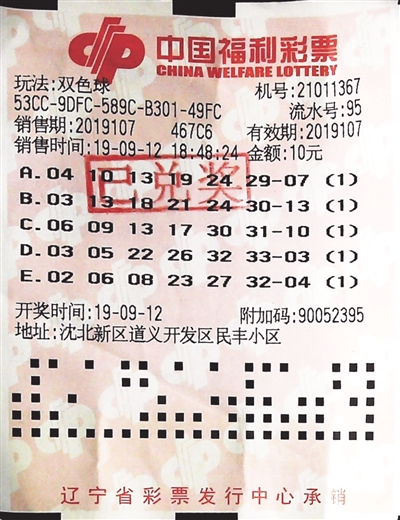 中国福利彩票
CHINA WELFARE LOTTERY
玩法:双色球 机号:21011367
53CC-9DFC-589C-B301-49FC 流水号:95
销售期:2019107 467C6 有效期:2019107
销售时间:19-09-12 18:48:24 金额:10元
已兑奖
A.04 10 13 19 24 29-07 (1)
B.03 13 18 21 24 30-13 (1)
C.06 09 13 17 30 31-10 (1)
D.03 05 22 26 32 33-03 (1)
E.02 06 08 23 27 32-04 (1)
开奖时间:19-09-12 附加码:90052395
地址:沈北新区道义开发区民丰小区
辽宁省彩票发行中心承销